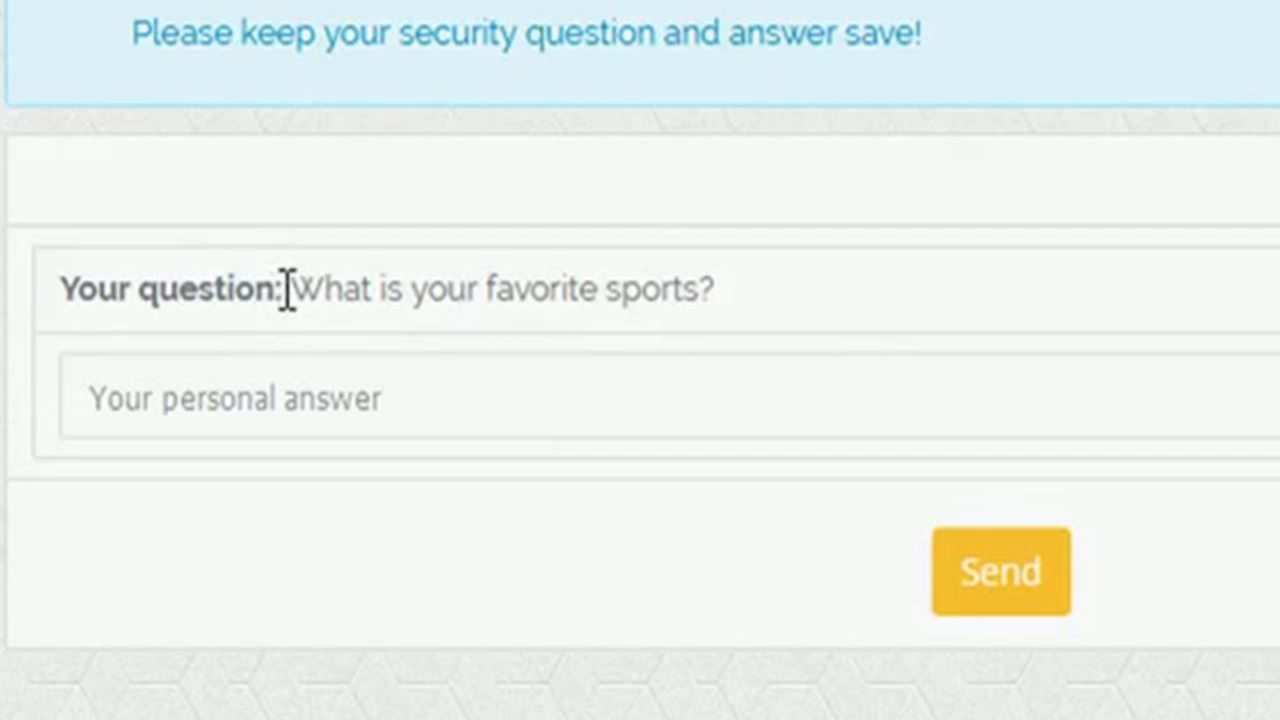 Please keep your security question and answer save!
Your question: What is your favorite sports?
Your personal answer
Send